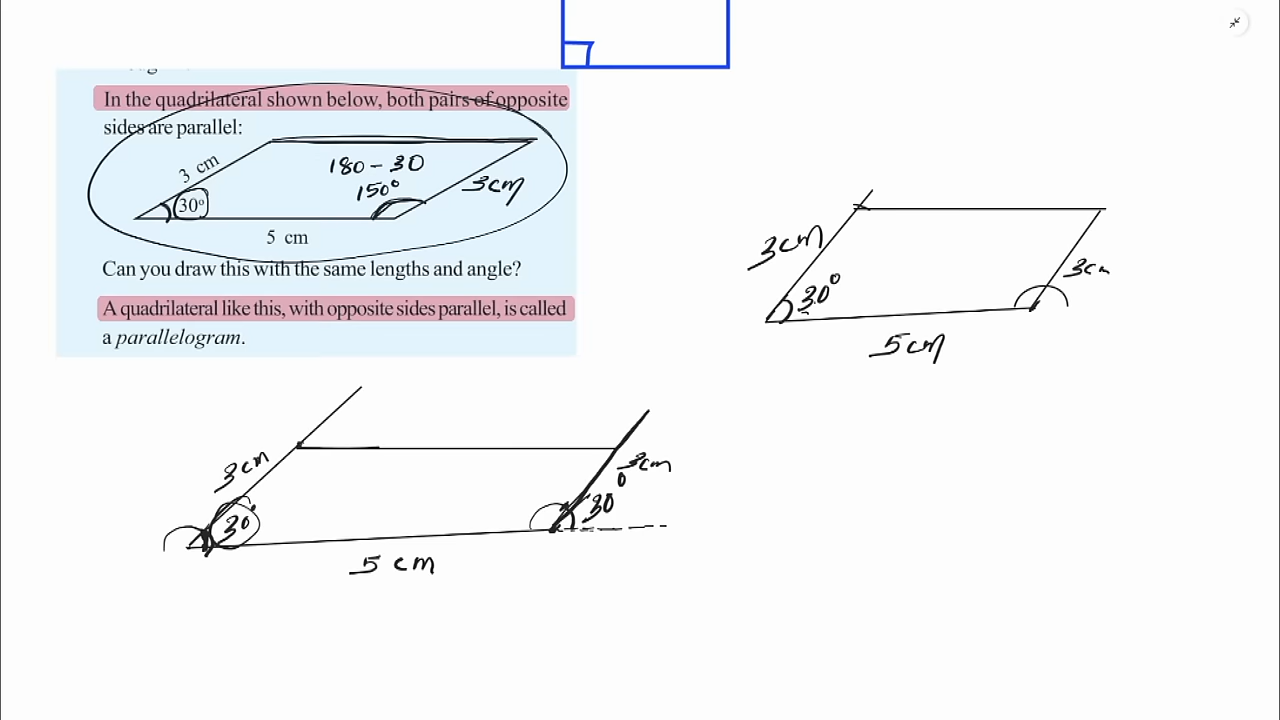 In the quadrilateral shown below, both pairs of opposite
sides are parallel:
3 cm
180 - 30
150°
3cm
30°
5 cm
Can you draw this with the same lengths and angle?
A quadrilateral like this, with opposite sides parallel, is called
a parallelogram.
3cm
30°
3cm
5cm
3cm
30°
3cm
30°
5 cm